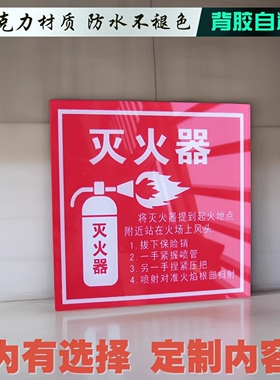 克力材质 防水不褪色
背胶自
灭火器
灭火器
将灭火器提到起火地点
附近站在火场上风头
1.拔下保险销
2.一手紧握喷管
3.另一手捏紧压把
4.喷射对准火焰根部扫射
内有选择 定制内容